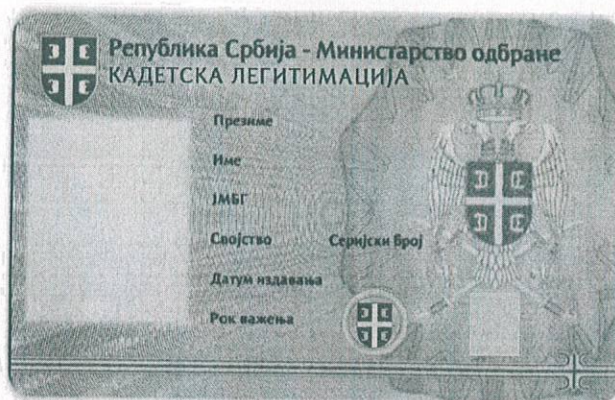 Република Србија - Министарство одбране
КАДЕТСКА ЛЕГИТИМАЦИЈА
Презиме
Име
ЈМБГ
Својство Серијски број
Датум издавања
Рок важења